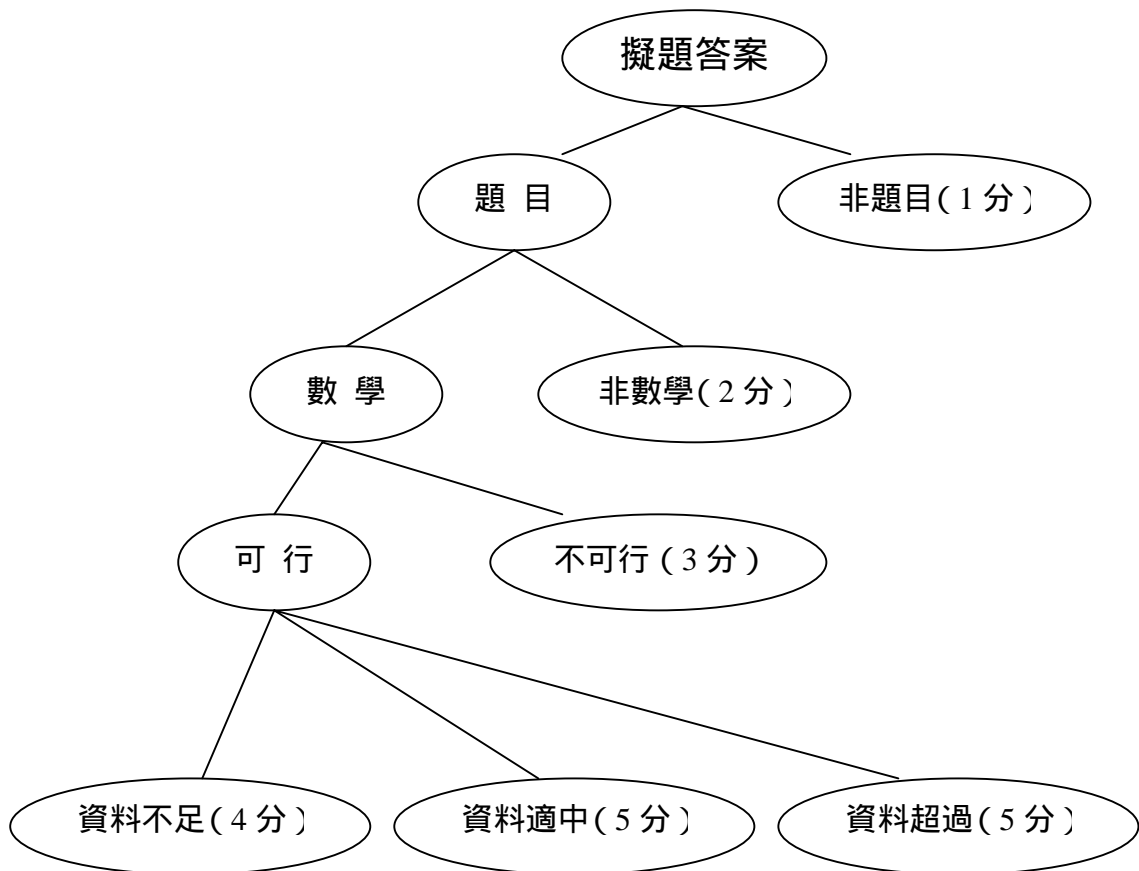 擬題答案
題 目
非題目(1 分)
數 學
非數學(2 分)
可 行
不可行(3 分)
資料不足(4 分)
資料適中(5 分)
資料超過(5 分)